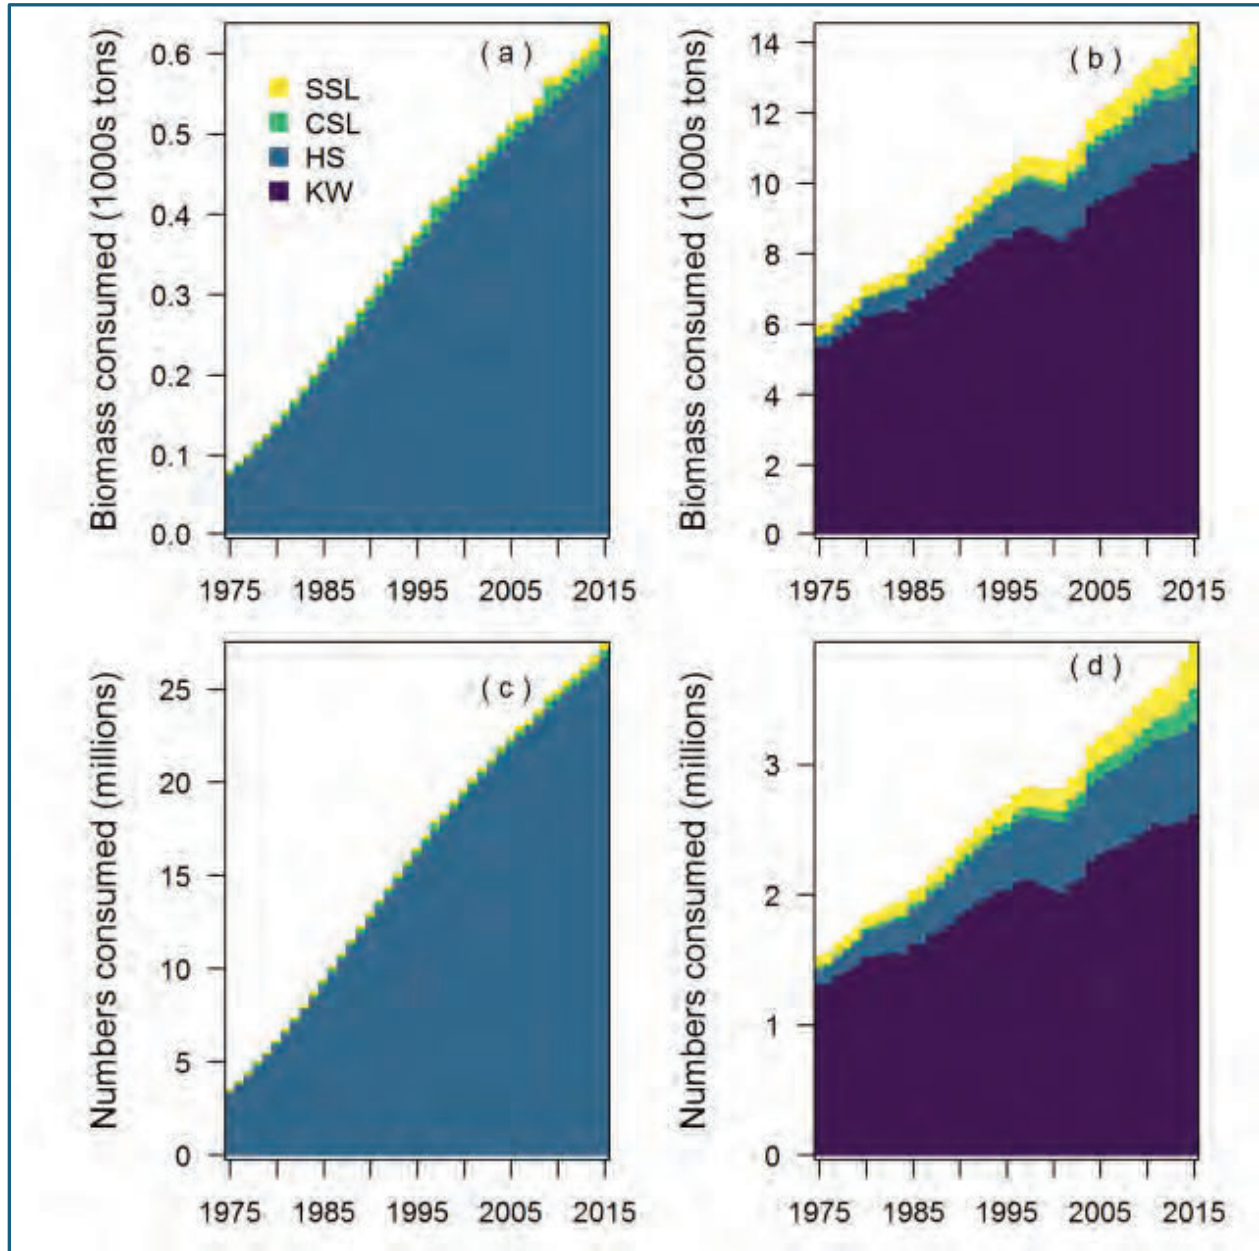 Biomass consumed (1000s tons)
0.6
0.5
0.4
0.3
0.2
0.1
0.0
( a )
SSL
CSL
HS
KW
1975 1985 1995 2005 2015
Biomass consumed (1000s tons)
14
12
10
8
6
4
2
0
( b )
1975 1985 1995 2005 2015
Numbers consumed (millions)
25
20
15
10
5
0
( c )
1975 1985 1995 2005 2015
Numbers consumed (millions)
3
2
1
0
( d )
1975 1985 1995 2005 2015